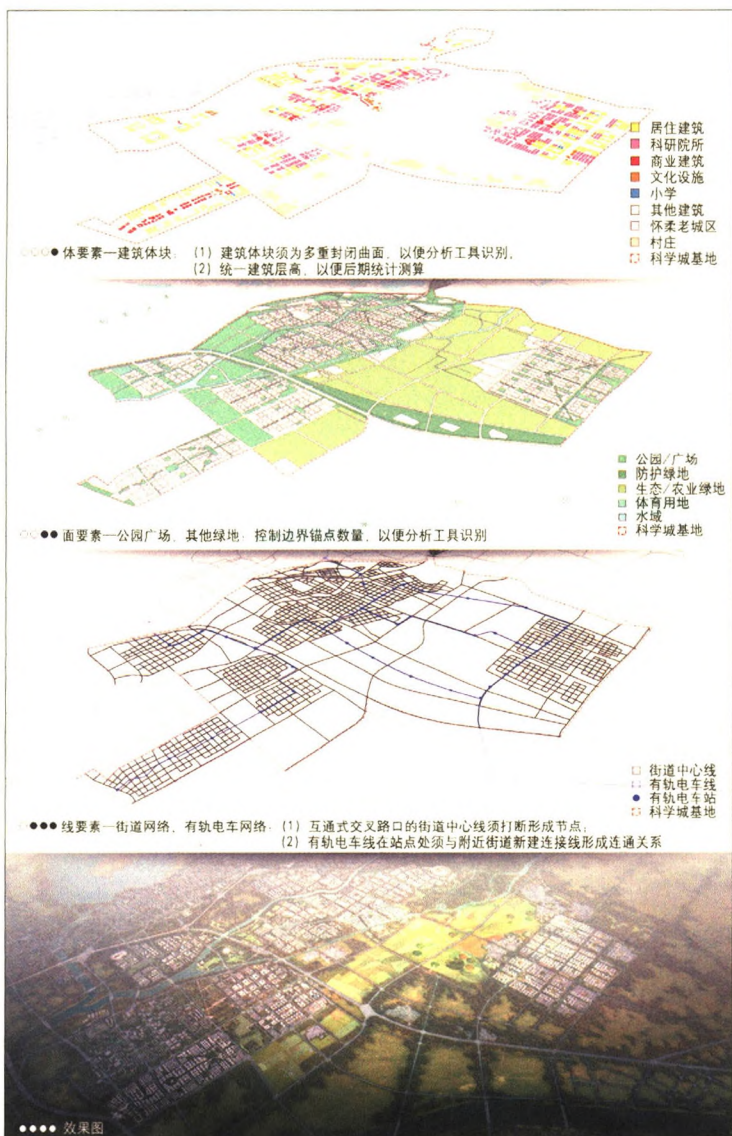 居住建筑
科研院所
商业建筑
文化设施
小学
其他建筑
怀柔老城区
村庄
科学城基地
○○○●体要素—建筑体块：(1) 建筑体块须为多重封闭曲面，以便分析工具识别，
(2) 统一建筑层高，以便后期统计测算
公园/广场
防护绿地
生态/农业绿地
体育用地
水域
科学城基地
○○●●面要素—公园广场、其他绿地：控制边界锚点数量，以便分析工具识别
街道中心线
有轨电车线
有轨电车站
科学城基地
○●●●线要素—街道网络，有轨电车网络：(1) 互通式交叉路口的街道中心线须打断形成节点；
(2) 有轨电车线在站点处须与附近街道新建连接线形成连通关系
●●●●效果图